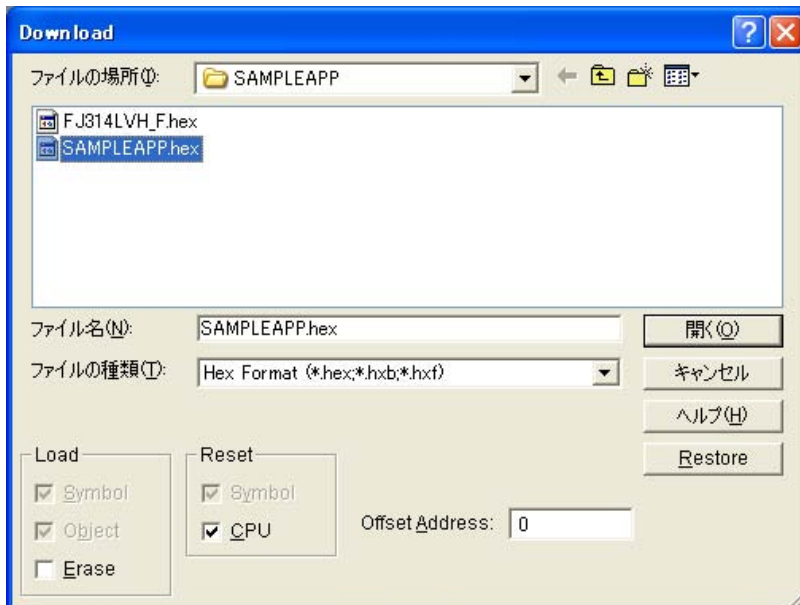 Download
ファイルの場所(I):
SAMPLEAPP
FJ314LVH_F.hex
SAMPLEAPP.hex
ファイル名(N):
SAMPLEAPP.hex
開く(O)
ファイルの種類(T):
Hex Format (*.hex;*.hxb;*.hxf)
キャンセル
ヘルプ(H)
Restore
Load
Symbol
Object
Erase
Reset
Symbol
CPU
Offset Address:
0